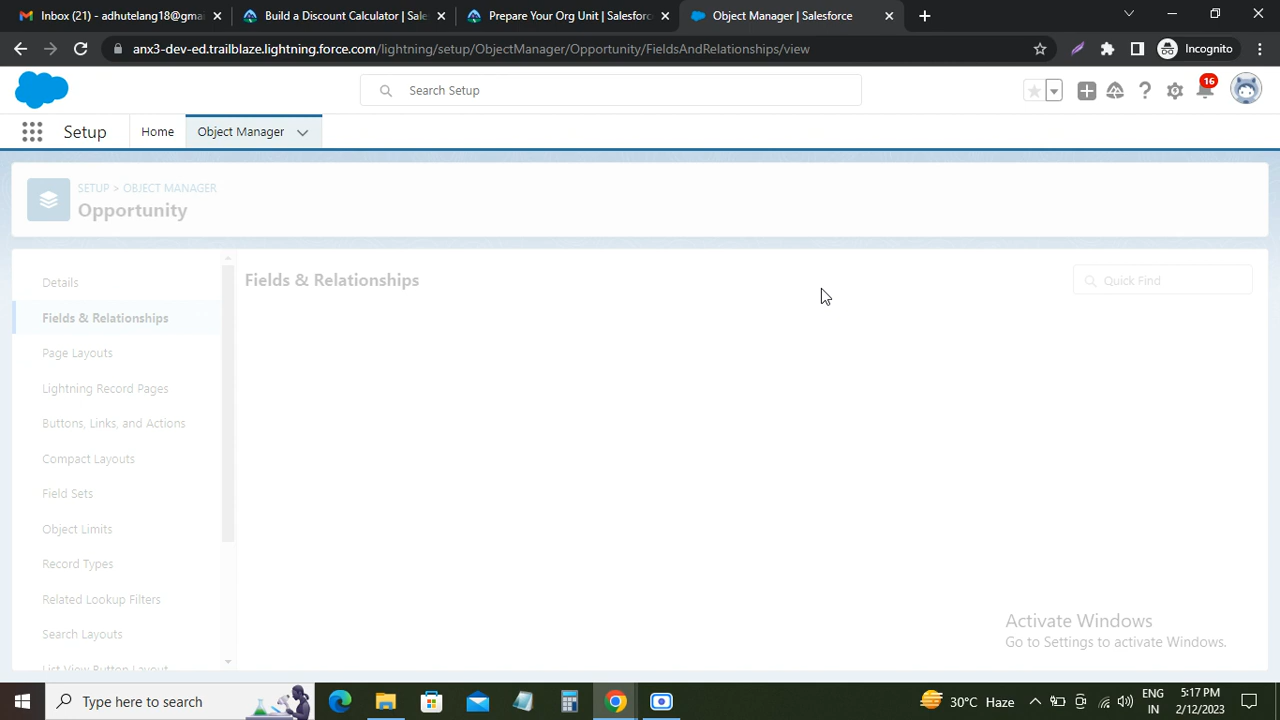 Inbox (21) - adhutelang18@gma
Build a Discount Calculator | Sale
Prepare Your Org Unit | Salesforc
Object Manager | Salesforce
anx3-dev-ed.trailblaze.lightning.force.com/lightning/setup/ObjectManager/Opportunity/FieldsAndRelationships/view
Incognito
Search Setup
16
Setup
Home
Object Manager
SETUP > OBJECT MANAGER
Opportunity
Details
Fields & Relationships
Page Layouts
Lightning Record Pages
Buttons, Links, and Actions
Compact Layouts
Field Sets
Object Limits
Record Types
Related Lookup Filters
Search Layouts
List View Button Layout
Fields & Relationships
Quick Find
Activate Windows
Go to Settings to activate Windows.
Type here to search
30°C Haze
ENG
IN
5:17 PM
2/12/2023